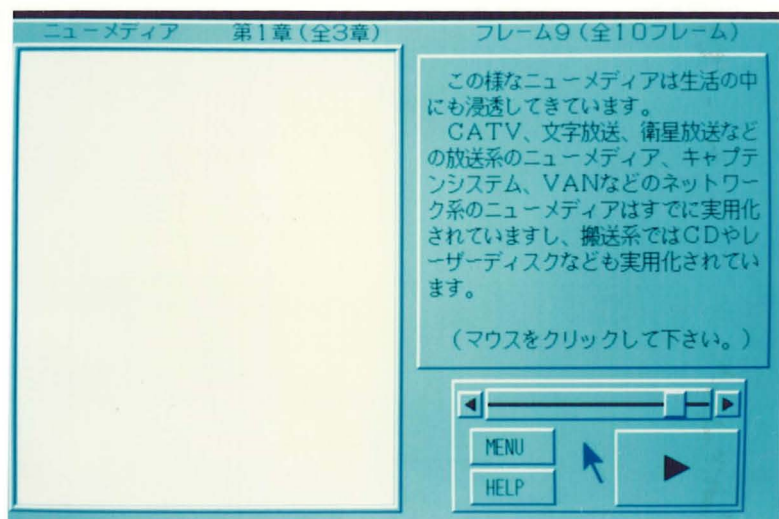 ニューメディア　第1章(全3章)　フレーム9(全10フレーム)
この様なニューメディアは生活の中
にも浸透してきています。
CATV、文字放送、衛星放送など
の放送系のニューメディア、キャプテ
ンシステム、VANなどのネットワー
ク系のニューメディアはすでに実用化
されていますし、搬送系ではCDやレ
ーザーディスクなども実用化されてい
ます。
(マウスをクリックして下さい。)
MENU
HELP